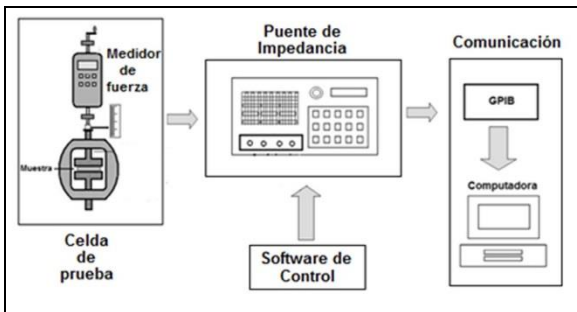 Medidor
de
fuerza
Muestra
Celda
de
prueba
Puente de
Impedancia
Software de
Control
Comunicación
GPIB
Computadora